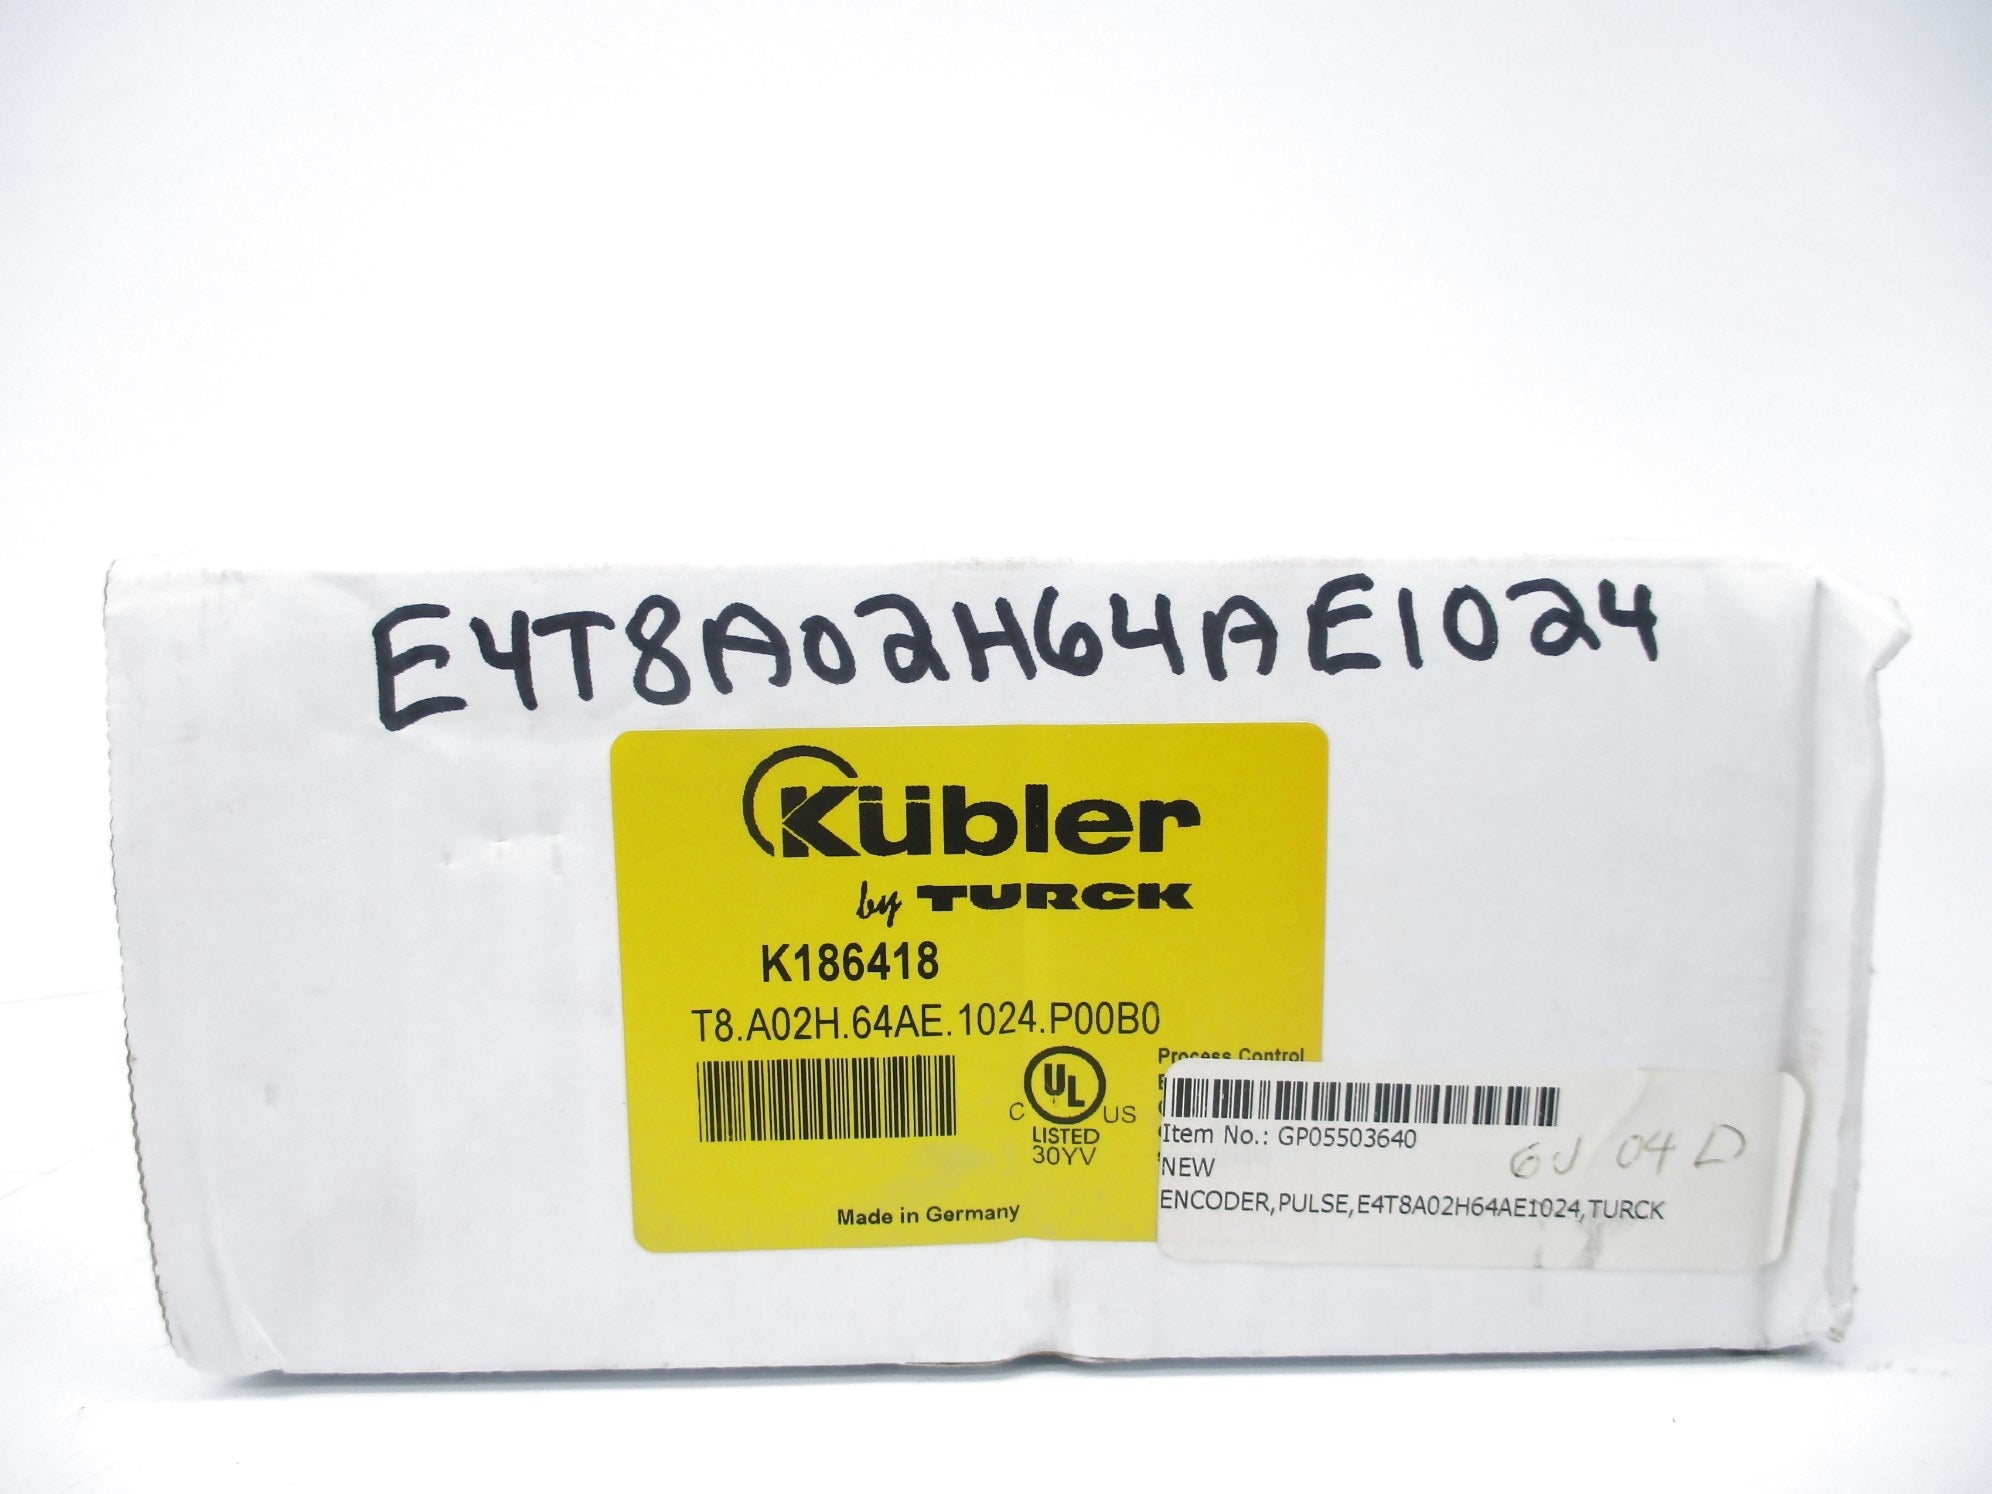 E4T8A02H64AE1024
Kübler
by TURCK
K186418
T8.A02H.64AE.1024.P00B0
Process Control
C UL US
LISTED
30YV
Made in Germany
Item No.: GP05503640
NEW
ENCODER,PULSE,E4T8A02H64AE1024,TURCK
04 D